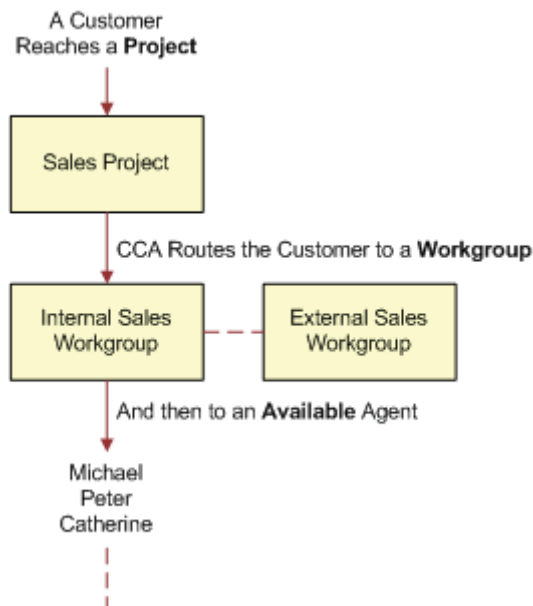 A Customer
Reaches a Project
Sales Project
CCA Routes the Customer to a Workgroup
Internal Sales
Workgroup
External Sales
Workgroup
And then to an Available Agent
Michael
Peter
Catherine